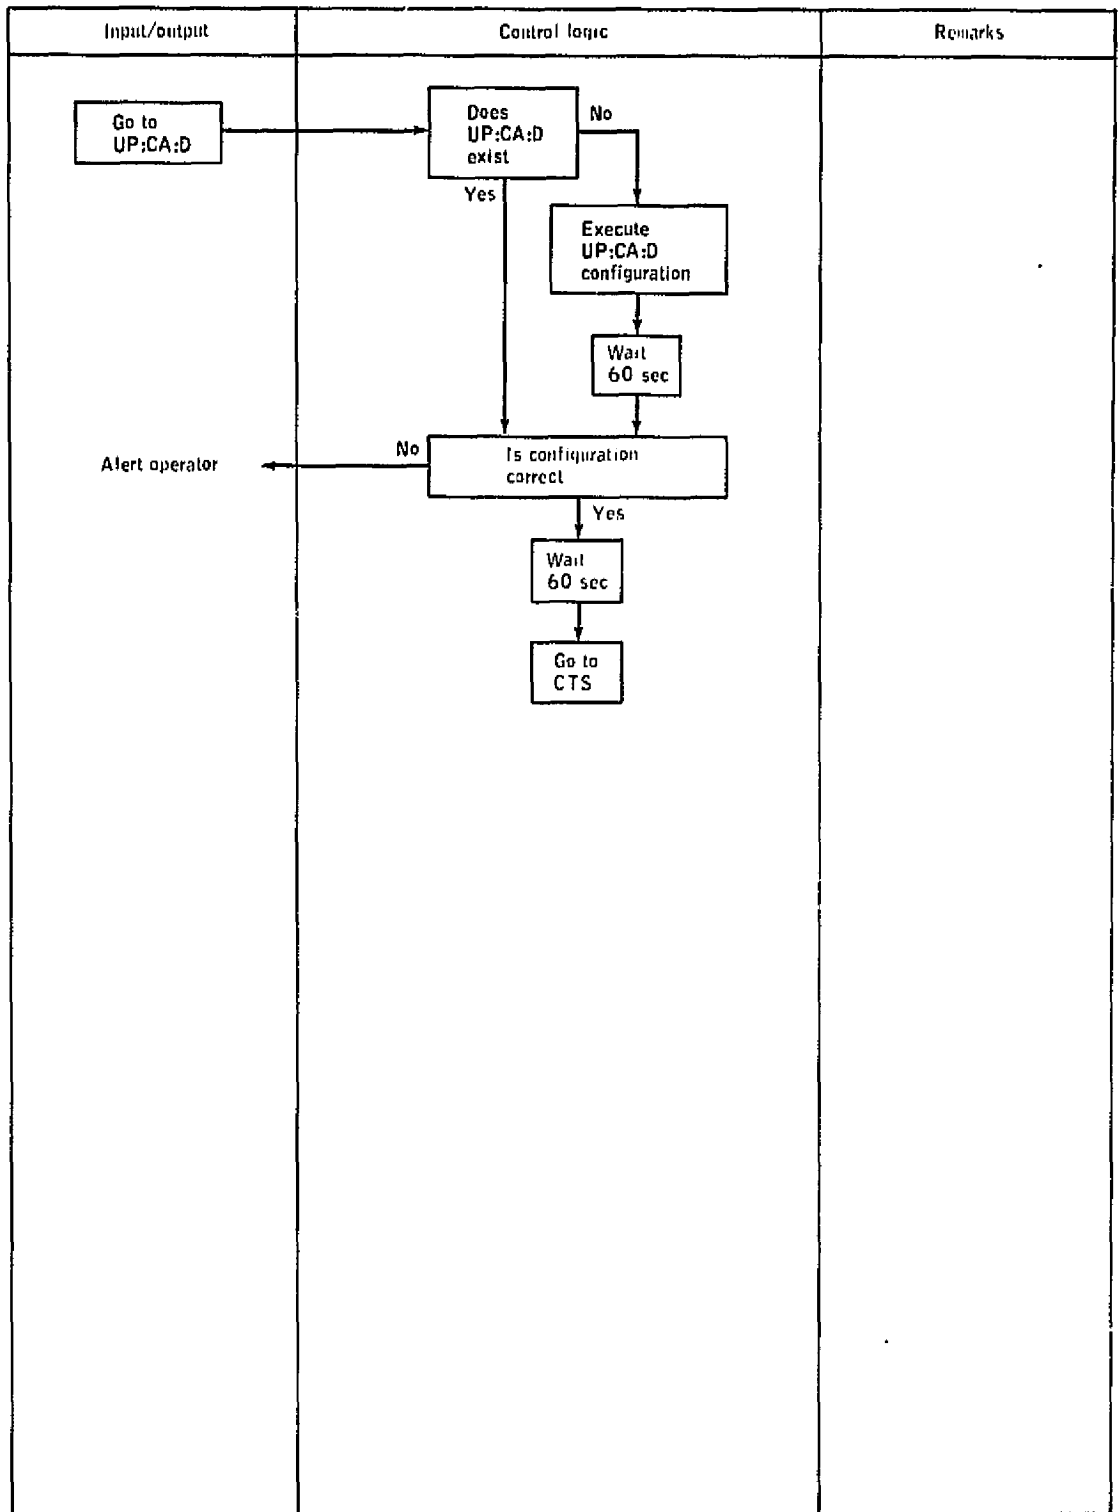 Input/output
Control logic
Remarks
Go to
UP:CA:D
Does
UP:CA:D
exist
No
Yes
Execute
UP:CA:D
configuration
Wait
60 sec
Is configuration
correct
No
Alert operator
Yes
Wait
60 sec
Go to
CTS